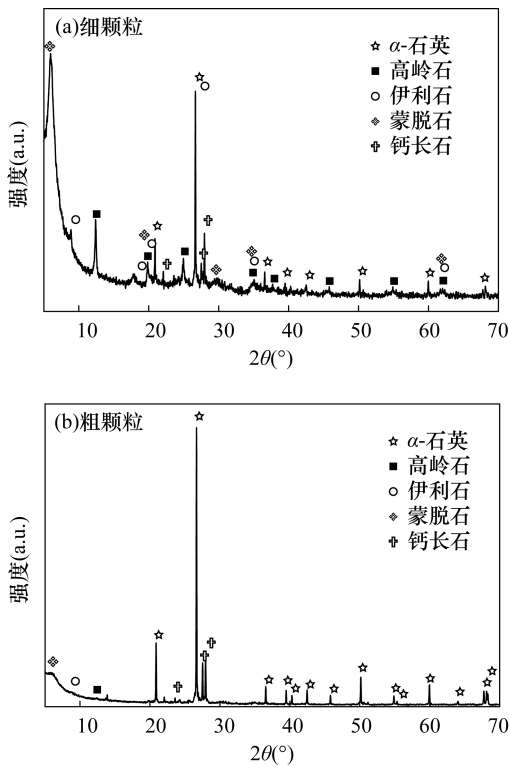 (a)细颗粒
α-石英
高岭石
伊利石
蒙脱石
钙长石
强度(a.u.)
10 20 30 40 50 60 70
2θ(°)
(b)粗颗粒
α-石英
高岭石
伊利石
蒙脱石
钙长石
强度(a.u.)
10 20 30 40 50 60 70
2θ(°)